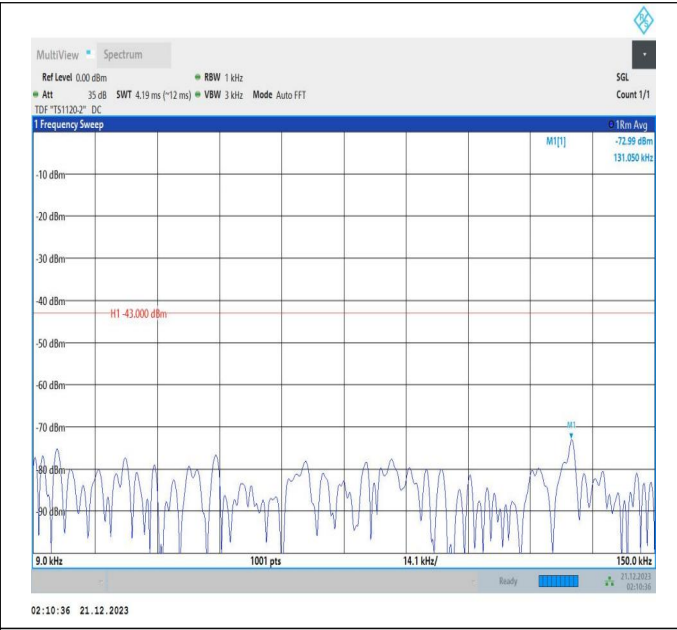 R&S
MultiView Spectrum
Ref Level 0.00 dBm RBW 1 kHz SGL
Att 35 dB SWT 4.19 ms (~12 ms) VBW 3 kHz Mode Auto FFT Count 1/1
TDF "TS1120-2" DC
1 Frequency Sweep 1Rm Avg
M1[1] -72.99 dBm
131.050 kHz
-10 dBm
-20 dBm
-30 dBm
-40 dBm
H1 -43.000 dBm
-50 dBm
-60 dBm
-70 dBm
M1
-80 dBm
-90 dBm
9.0 kHz 1001 pts 14.1 kHz/ 150.0 kHz
Ready 21.12.2023
02:10:36
02:10:36 21.12.2023